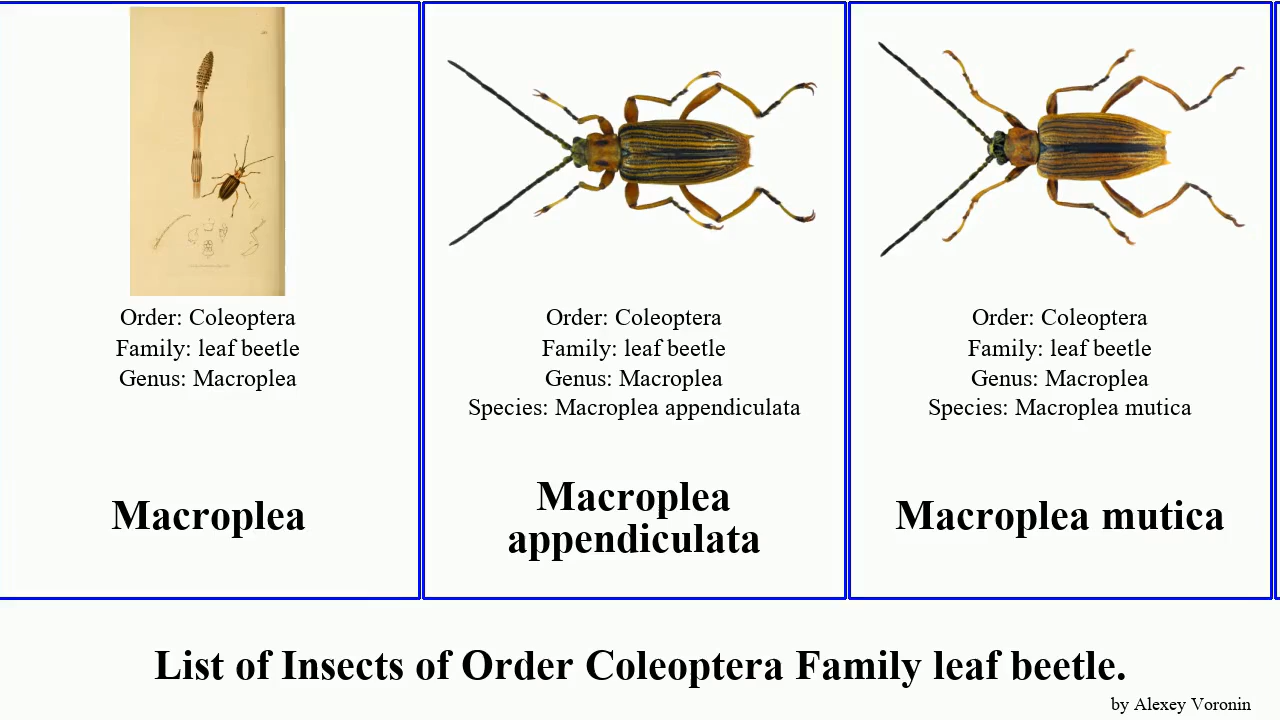 Order: Coleoptera
Family: leaf beetle
Genus: Macroplea
Macroplea
Order: Coleoptera
Family: leaf beetle
Genus: Macroplea
Species: Macroplea appendiculata
Macroplea
appendiculata
Order: Coleoptera
Family: leaf beetle
Genus: Macroplea
Species: Macroplea mutica
Macroplea mutica
List of Insects of Order Coleoptera Family leaf beetle.
by Alexey Voronin